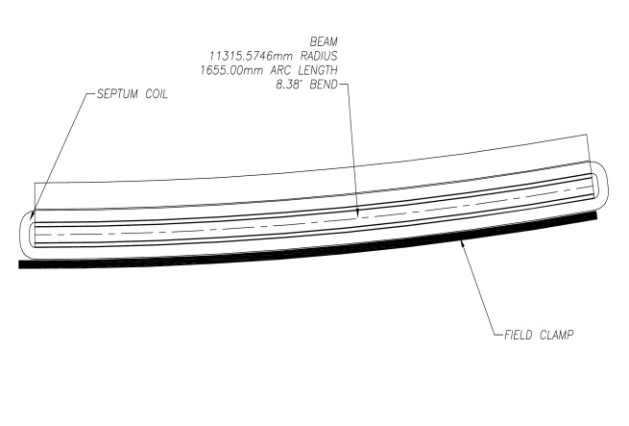 BEAM
11315.5746mm RADIUS
1655.00mm ARC LENGTH
8.38° BEND
SEPTUM COIL
FIELD CLAMP